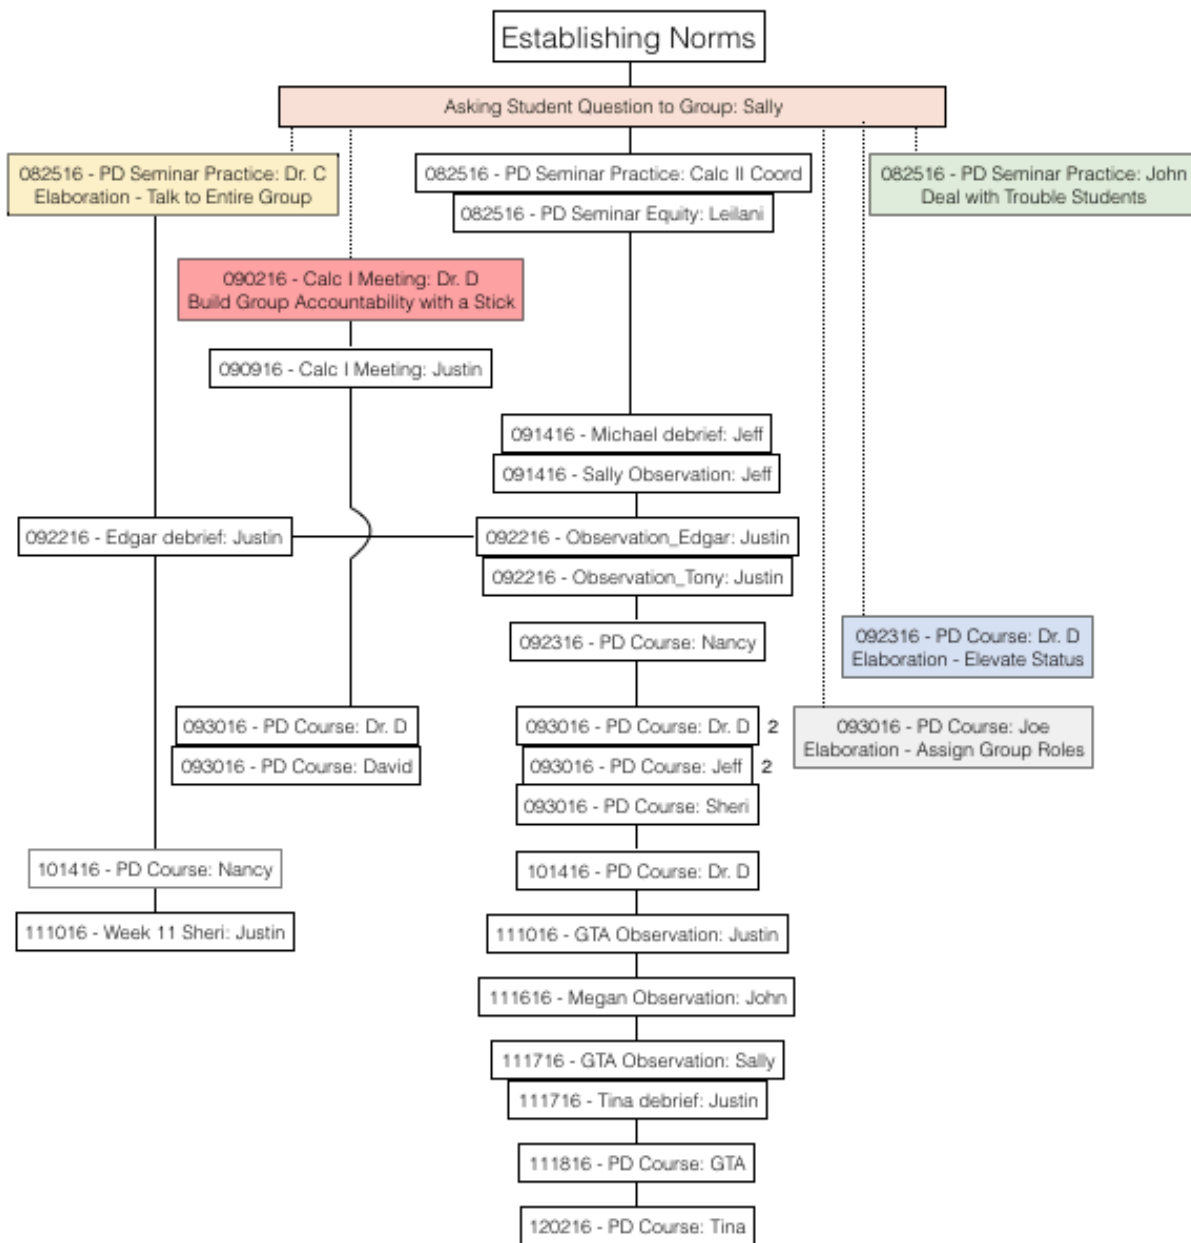 Establishing Norms
Asking Student Question to Group: Sally
082516 - PD Seminar Practice: Dr. C
Elaboration - Talk to Entire Group
082516 - PD Seminar Practice: Calc II Coord
082516 - PD Seminar Practice: John
Deal with Trouble Students
082516 - PD Seminar Equity: Leilani
090216 - Calc I Meeting: Dr. D
Build Group Accountability with a Stick
090916 - Calc I Meeting: Justin
091416 - Michael debrief: Jeff
091416 - Sally Observation: Jeff
092216 - Edgar debrief: Justin
092216 - Observation_Edgar: Justin
092216 - Observation_Tony: Justin
092316 - PD Course: Nancy
092316 - PD Course: Dr. D
Elaboration - Elevate Status
093016 - PD Course: Dr. D
093016 - PD Course: David
093016 - PD Course: Dr. D 2
093016 - PD Course: Jeff 2
093016 - PD Course: Sheri
093016 - PD Course: Joe
Elaboration - Assign Group Roles
101416 - PD Course: Nancy
101416 - PD Course: Dr. D
111016 - Week 11 Sheri: Justin
111016 - GTA Observation: Justin
111616 - Megan Observation: John
111716 - GTA Observation: Sally
111716 - Tina debrief: Justin
111816 - PD Course: GTA
120216 - PD Course: Tina